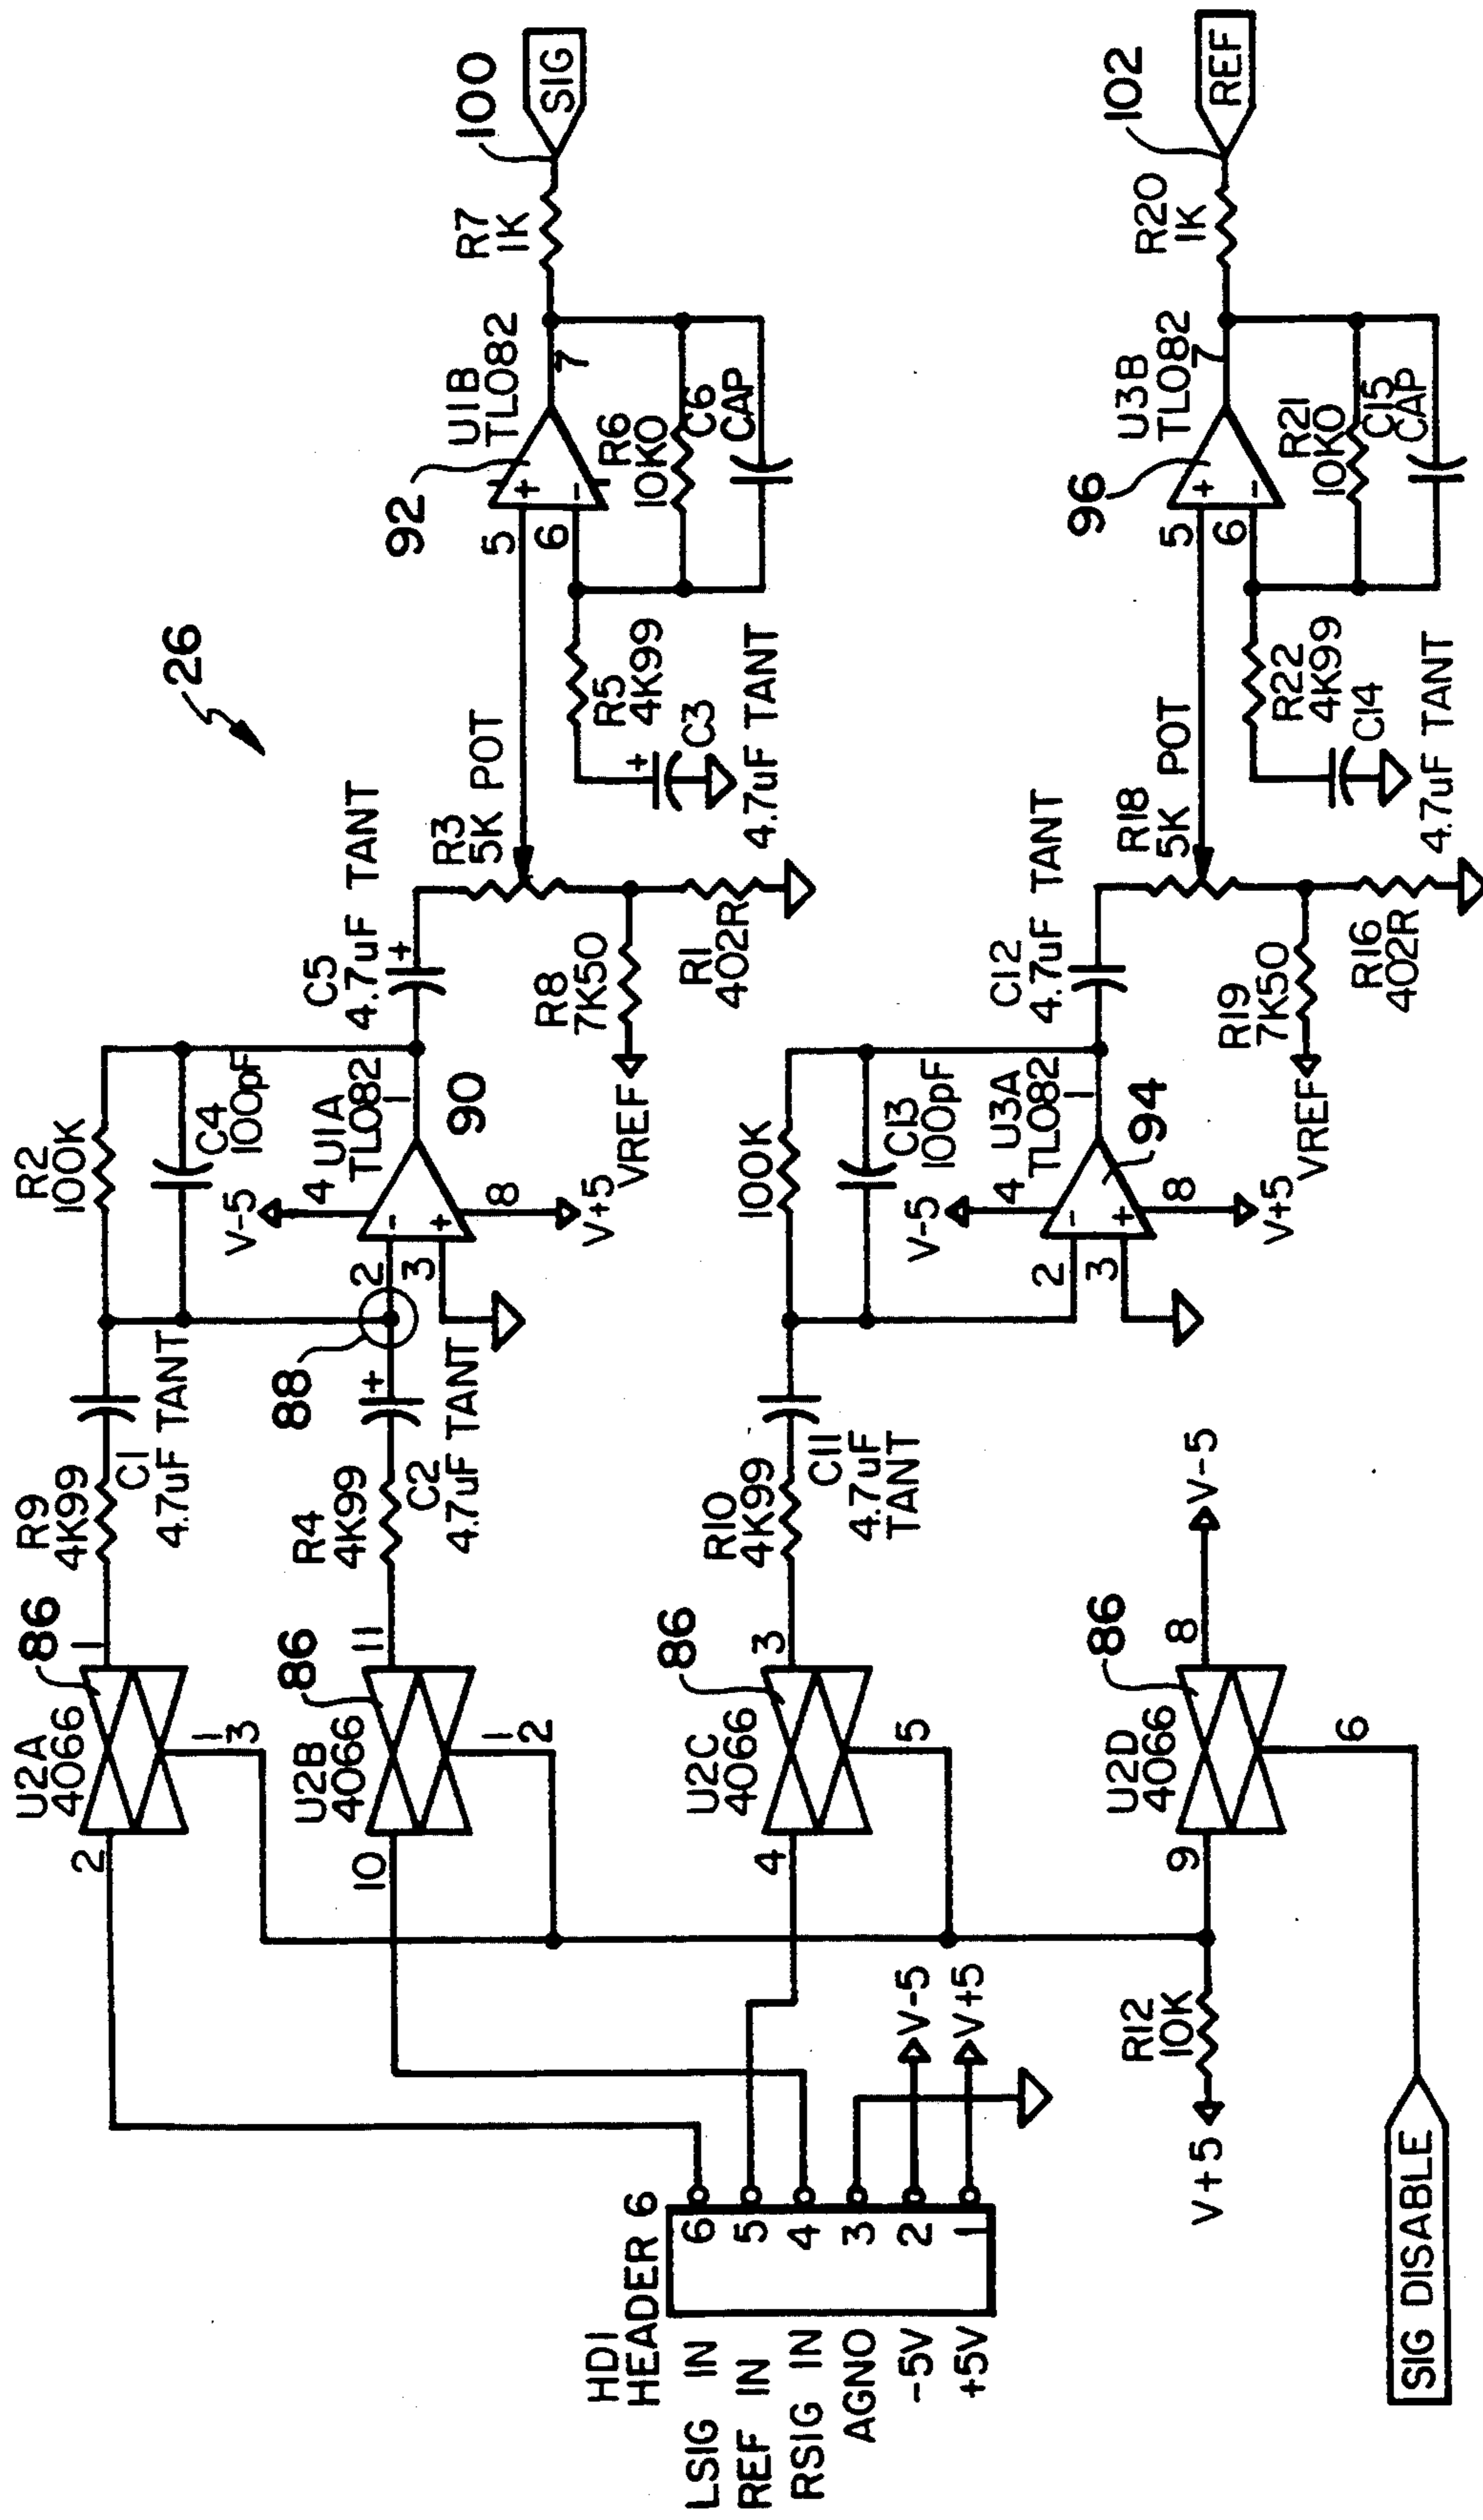 26
U2A
4066
86
2
1
1
3
R9
4K99
C1
4.7uF TANT
R2
100K
C4
100pF
V-5
4
U1A
TL082
2
3
1
8
V+5
90
88
U2B
4066
86
10
11
1
2
R4
4K99
C2
4.7uF TANT
+
-
+
C5
4.7uF TANT
+
R3
5K POT
R8
7K50
VREF
R1
402R
92
U1B
TL082
5
6
7
+
-
R5
4K99
+
C3
4.7uF TANT
R6
10K0
C6
CAP
R7
1K
100
SIG
U2C
4066
86
4
3
5
R10
4K99
C11
4.7uF
TANT
100K
C13
100pF
V-5
4
U3A
TL082
2
3
1
8
V+5
94
-
+
C12
4.7uF TANT
R18
5K POT
R19
7K50
VREF
R16
402R
96
U3B
TL082
5
6
7
+
-
R22
4K99
C14
4.7uF TANT
R21
10K0
C15
CAP
R20
1K
102
REF
U2D
4066
86
9
8
6
V-5
R12
10K
V+5
SIG DISABLE
HD1
HEADER 6
LSIG IN
6
REF IN
5
RSIG IN
4
AGNO
3
-5V
2
V-5
+5V
1
V+5